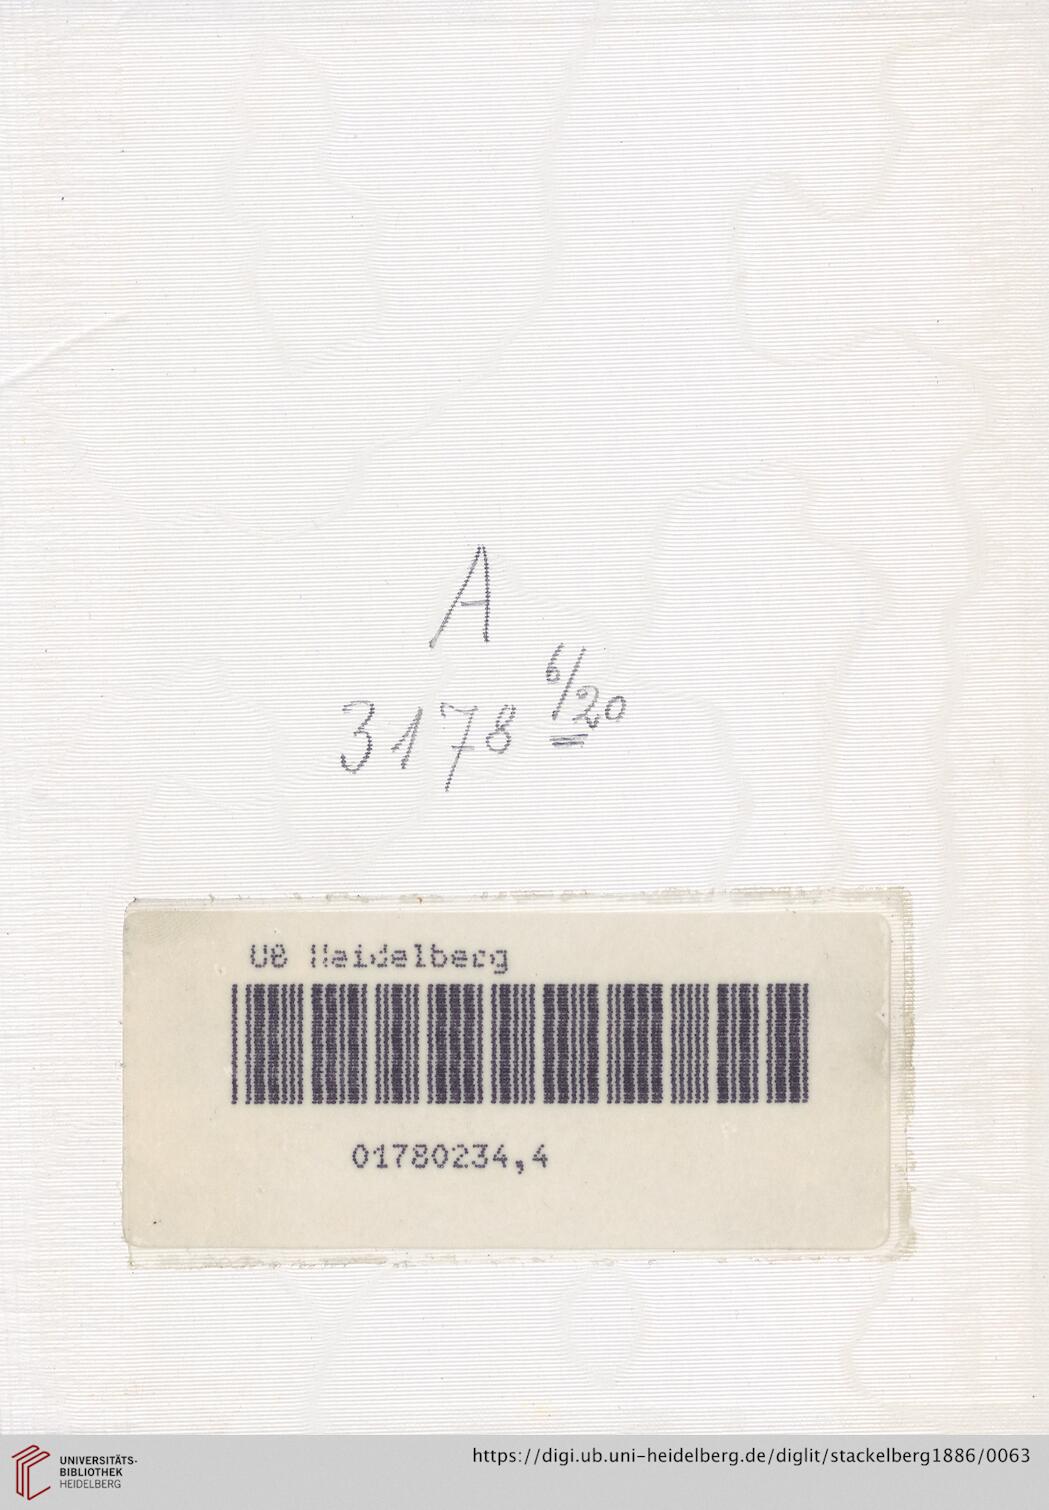 A
3178 6/20
UB Heidelberg
01780234,4
UNIVERSITÄTS-
BIBLIOTHEK
HEIDELBERG
https://digi.ub.uni-heidelberg.de/diglit/stackelberg1886/0063